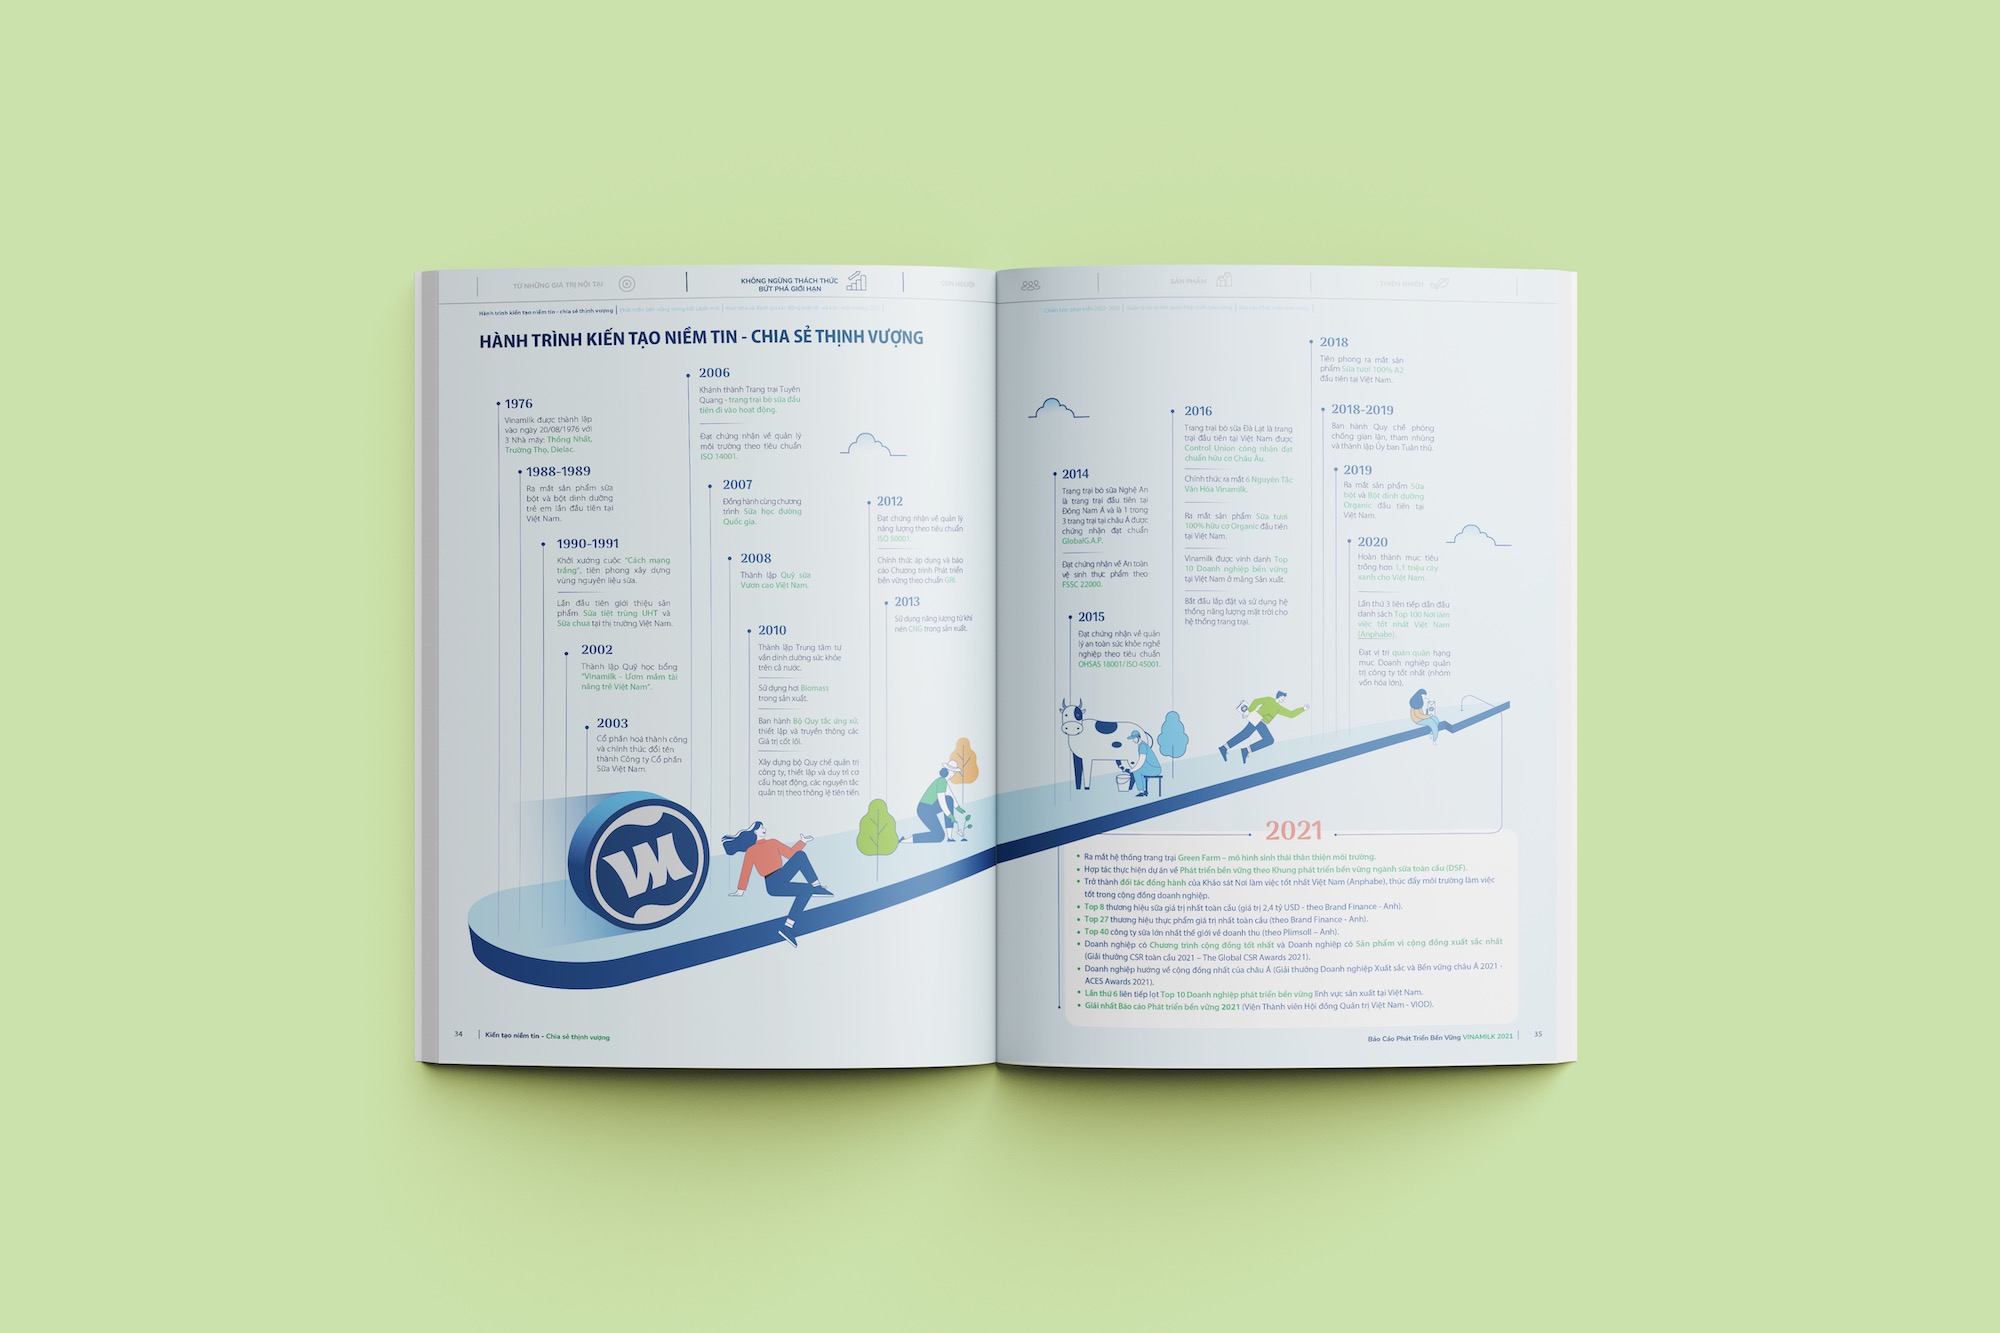 TỪ NHỮNG GIÁ TRỊ NỘI TẠI
KHÔNG NGỪNG THÁCH THỨC
BỨT PHÁ GIỚI HẠN
CON NGƯỜI
SẢN PHẨM
THIÊN NHIÊN
Hành trình kiến tạo niềm tin - chia sẻ thịnh vượng
HÀNH TRÌNH KIẾN TẠO NIỀM TIN - CHIA SẺ THỊNH VƯỢNG
1976
Vinamilk được thành lập
vào ngày 20/08/1976 với
3 Nhà máy: Thống Nhất,
Trường Thọ, Dielac.
1988-1989
Ra mắt sản phẩm sữa
bột và bột dinh dưỡng
trẻ em lần đầu tiên tại
Việt Nam.
1990-1991
Khởi xướng cuộc "Cách mạng
trắng", tiên phong xây dựng
vùng nguyên liệu sữa.
Lần đầu tiên giới thiệu sản
phẩm Sữa tiệt trùng UHT và
Sữa chua tại thị trường Việt Nam.
2002
Thành lập Quỹ học bổng
"Vinamilk - Ươm mầm tài
năng trẻ Việt Nam".
2003
Cổ phần hoá thành công
và chính thức đổi tên
thành Công ty Cổ phần
Sữa Việt Nam.
2006
Khánh thành Trang trại Tuyên
Quang - trang trại bò sữa đầu
tiên đi vào hoạt động.
Đạt chứng nhận về quản lý
môi trường theo tiêu chuẩn
ISO 14001.
2007
Đồng hành cùng chương
trình Sữa học đường
Quốc gia.
2008
Thành lập Quỹ sữa
Vươn cao Việt Nam.
2010
Thành lập Trung tâm tư
vấn dinh dưỡng sức khỏe
trên cả nước.
Sử dụng hơi Biomass
trong sản xuất.
Ban hành Bộ Quy tắc ứng xử,
thiết lập và truyền thông các
Giá trị cốt lõi.
Xây dựng bộ Quy chế quản trị
công ty, thiết lập và duy trì cơ
cấu hoạt động, các nguyên tắc
quản trị theo thông lệ tiên tiến.
2012
Đạt chứng nhận về quản lý
năng lượng theo tiêu chuẩn
ISO 50001.
Chính thức áp dụng và báo
cáo Chương trình Phát triển
bền vững theo chuẩn GRI.
2013
Sử dụng năng lượng từ khí
nén CNG trong sản xuất.
VM
34
Kiến tạo niềm tin - Chia sẻ thịnh vượng
2014
Trang trại bò sữa Nghệ An
là trang trại đầu tiên tại
Đông Nam Á và là 1 trong
3 trang trại tại châu Á được
chứng nhận đạt chuẩn
GlobalG.A.P.
Đạt chứng nhận về An toàn
vệ sinh thực phẩm theo
FSSC 22000.
2015
Đạt chứng nhận về quản
lý an toàn sức khỏe nghề
nghiệp theo tiêu chuẩn
OHSAS 18001/ISO 45001.
2016
Trang trại bò sữa Đà Lạt là trang
trại đầu tiên tại Việt Nam được
Control Union công nhận đạt
chuẩn hữu cơ Châu Âu.
Chính thức ra mắt 6 Nguyên Tắc
Văn Hóa Vinamilk.
Ra mắt sản phẩm Sữa tươi
100% hữu cơ Organic đầu tiên
tại Việt Nam.
Vinamilk được vinh danh Top
10 Doanh nghiệp bền vững
tại Việt Nam ở mảng Sản xuất.
Bắt đầu lắp đặt và sử dụng hệ
thống năng lượng mặt trời cho
hệ thống trang trại.
2018
Tiên phong ra mắt sản
phẩm Sữa tươi 100% A2
đầu tiên tại Việt Nam.
2018-2019
Ban hành Quy chế phòng
chống gian lận, tham nhũng
và thành lập Ủy ban Tuân thủ.
2019
Ra mắt sản phẩm Sữa
bột và Bột dinh dưỡng
Organic đầu tiên tại
Việt Nam.
2020
Hoàn thành mục tiêu
trồng hơn 1,1 triệu cây
xanh cho Việt Nam.
Lần thứ 3 liên tiếp dẫn đầu
danh sách Top 100 Nơi làm
việc tốt nhất Việt Nam
(Anphabe).
Đạt vị trí quán quân hạng
mục Doanh nghiệp quản
trị công ty tốt nhất (nhóm
vốn hóa lớn).
2021
• Ra mắt hệ thống trang trại Green Farm – mô hình sinh thái thân thiện môi trường.
• Hợp tác thực hiện dự án về Phát triển bền vững theo Khung phát triển bền vững ngành sữa toàn cầu (DSF).
• Trở thành đối tác đồng hành của Khảo sát Nơi làm việc tốt nhất Việt Nam (Anphabe), thúc đẩy môi trường làm việc
tốt trong cộng đồng doanh nghiệp.
• Top 8 thương hiệu sữa giá trị nhất toàn cầu (giá trị 2,4 tỷ USD - theo Brand Finance - Anh).
• Top 27 thương hiệu thực phẩm giá trị nhất toàn cầu (theo Brand Finance - Anh).
• Top 40 công ty sữa lớn nhất thế giới về doanh thu (theo Plimsoll – Anh).
• Doanh nghiệp có Chương trình cộng đồng tốt nhất và Doanh nghiệp có Sản phẩm vì cộng đồng xuất sắc nhất
(Giải thưởng CSR toàn cầu 2021 – The Global CSR Awards 2021).
• Doanh nghiệp hướng về cộng đồng nhất của châu Á (Giải thưởng Doanh nghiệp Xuất sắc và Bền vững châu Á 2021 -
ACES Awards 2021).
• Lần thứ 6 liên tiếp lọt Top 10 Doanh nghiệp phát triển bền vững lĩnh vực sản xuất tại Việt Nam.
• Giải nhất Báo cáo Phát triển bền vững 2021 (Viện Thành viên Hội đồng Quản trị Việt Nam - VIOD).
Báo Cáo Phát Triển Bền Vững VINAMILK 2021
35